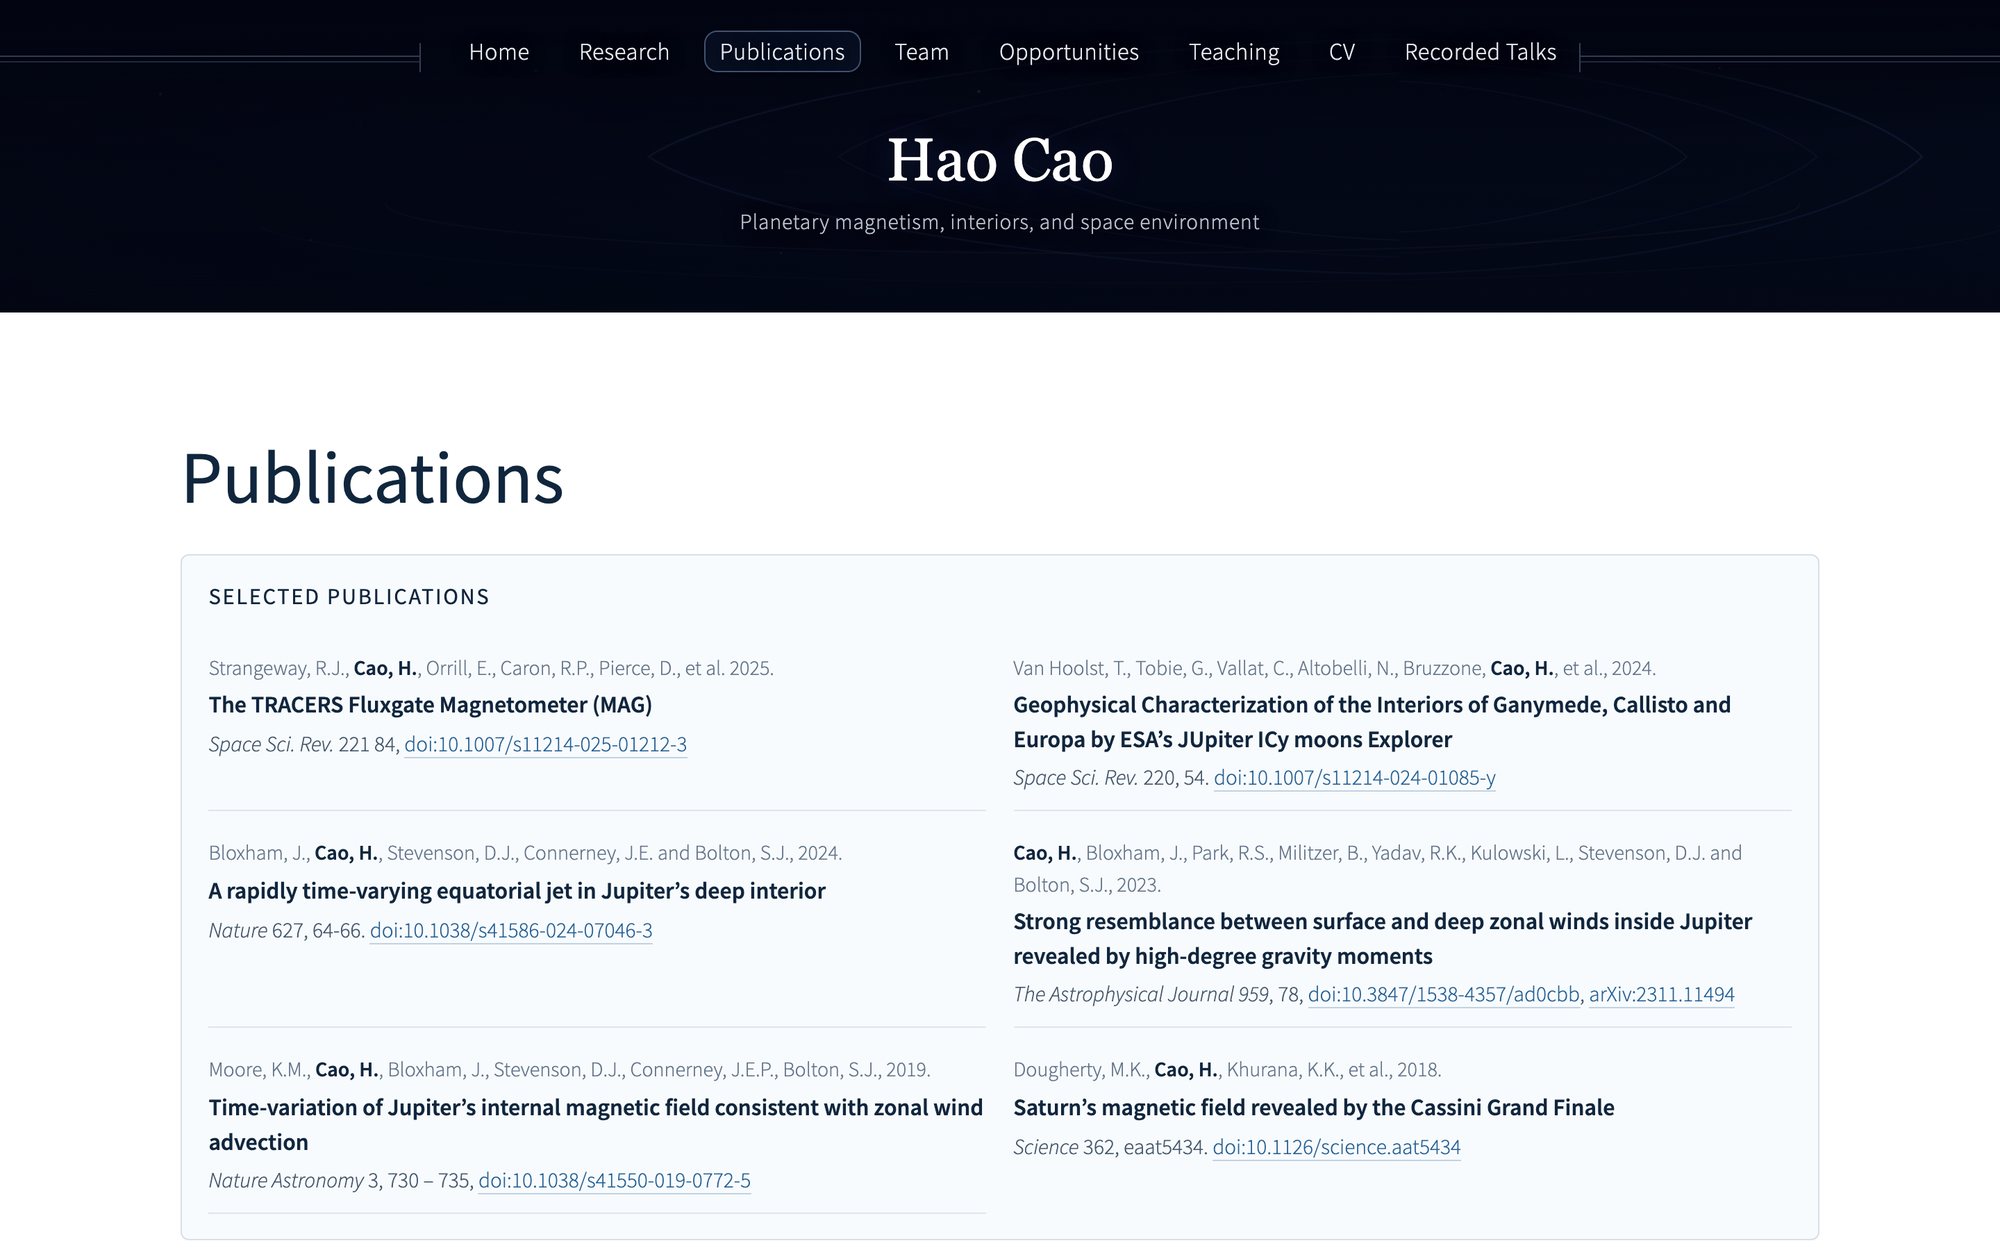 Home Research Publications Team Opportunities Teaching CV Recorded Talks
Hao Cao
Planetary magnetism, interiors, and space environment
Publications
SELECTED PUBLICATIONS
Strangeway, R.J., Cao, H., Orrill, E., Caron, R.P., Pierce, D., et al. 2025.
The TRACERS Fluxgate Magnetometer (MAG)
Space Sci. Rev. 221 84, doi:10.1007/s11214-025-01212-3
Van Hoolst, T., Tobie, G., Vallat, C., Altobelli, N., Bruzzone, Cao, H., et al., 2024.
Geophysical Characterization of the Interiors of Ganymede, Callisto and
Europa by ESA’s JUpiter ICy moons Explorer
Space Sci. Rev. 220, 54. doi:10.1007/s11214-024-01085-y
Bloxham, J., Cao, H., Stevenson, D.J., Connerney, J.E. and Bolton, S.J., 2024.
A rapidly time-varying equatorial jet in Jupiter’s deep interior
Nature 627, 64-66. doi:10.1038/s41586-024-07046-3
Cao, H., Bloxham, J., Park, R.S., Militzer, B., Yadav, R.K., Kulowski, L., Stevenson, D.J. and
Bolton, S.J., 2023.
Strong resemblance between surface and deep zonal winds inside Jupiter
revealed by high-degree gravity moments
The Astrophysical Journal 959, 78, doi:10.3847/1538-4357/ad0cbb, arXiv:2311.11494
Moore, K.M., Cao, H., Bloxham, J., Stevenson, D.J., Connerney, J.E.P., Bolton, S.J., 2019.
Time-variation of Jupiter’s internal magnetic field consistent with zonal wind
advection
Nature Astronomy 3, 730 – 735, doi:10.1038/s41550-019-0772-5
Dougherty, M.K., Cao, H., Khurana, K.K., et al., 2018.
Saturn’s magnetic field revealed by the Cassini Grand Finale
Science 362, eaat5434. doi:10.1126/science.aat5434